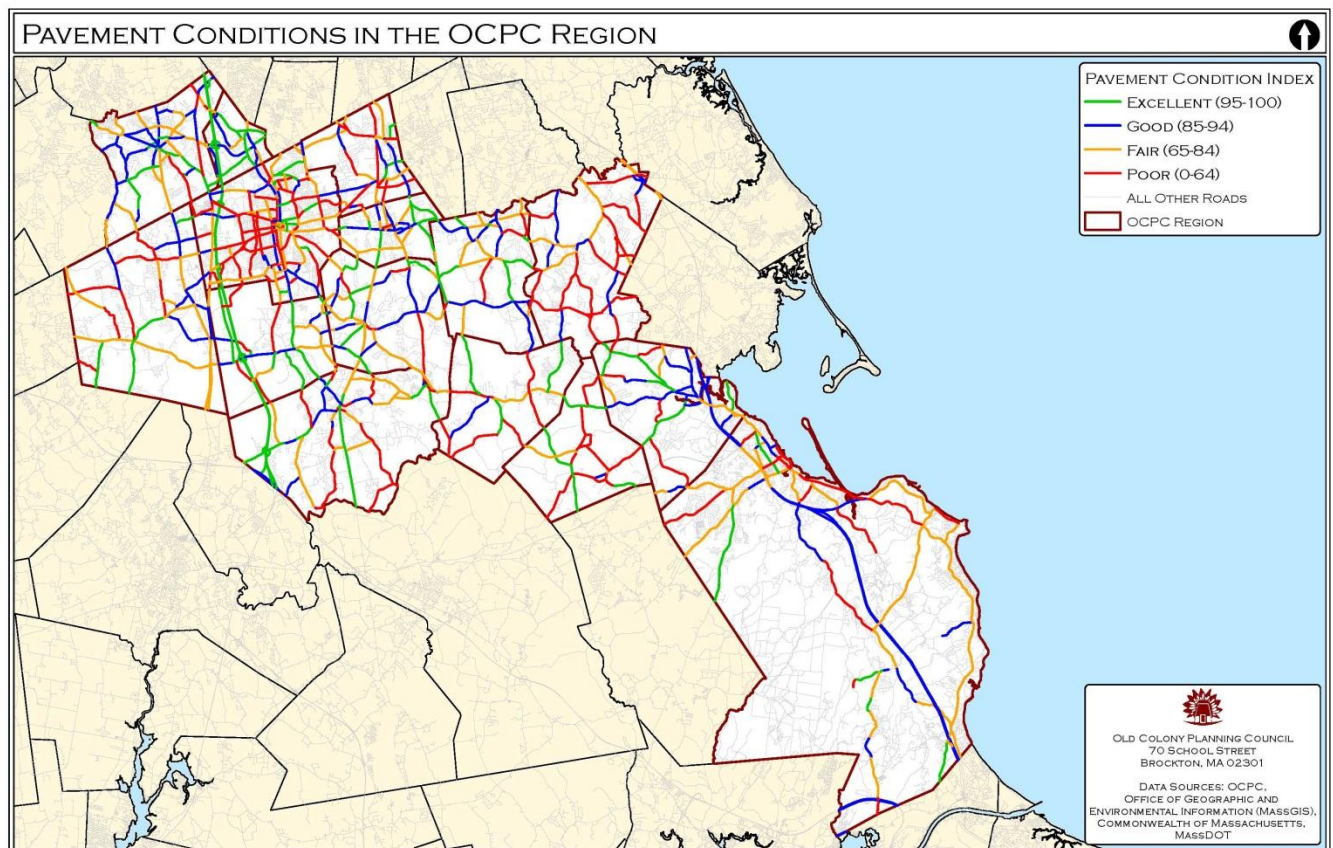 PAVEMENT CONDITIONS IN THE OCPC REGION
PAVEMENT CONDITION INDEX
EXCELLENT (95-100)
GOOD (85-94)
FAIR (65-84)
POOR (0-64)
ALL OTHER ROADS
OCPC REGION
OLD COLONY PLANNING COUNCIL
70 SCHOOL STREET
BROCKTON, MA 02301
DATA SOURCES: OCPC,
OFFICE OF GEOGRAPHIC AND
ENVIRONMENTAL INFORMATION (MASSGIS),
COMMONWEALTH OF MASSACHUSETTS,
MASSDOT